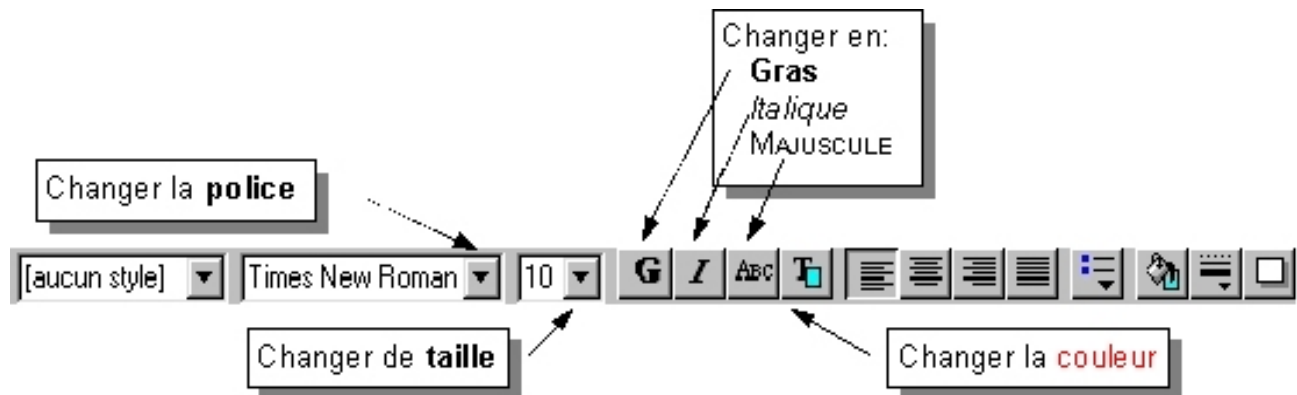 Changer en:
Gras
Italique
MAJUSCULE
Changer la police
[aucun style] Times New Roman 10 G I ABC T
Changer de taille
Changer la couleur